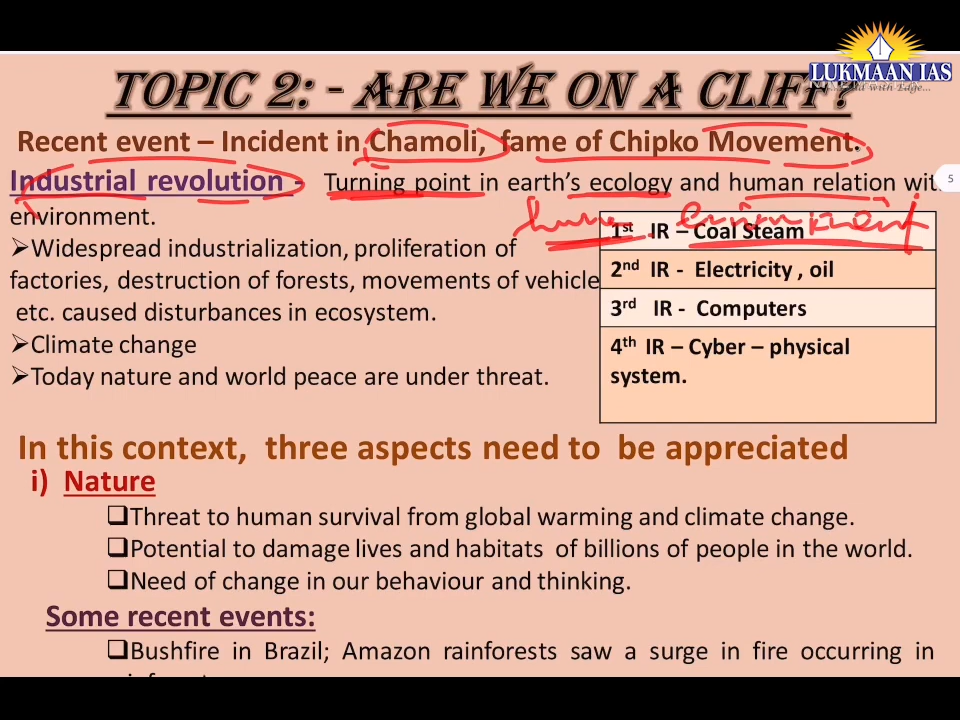 LUKMAAN IAS
TOPIC 2: - ARE WE ON A CLIFF?
Recent event – Incident in Chamoli, fame of Chipko Movement.
5
Industrial revolution - Turning point in earth's ecology and human relation with
environment.
➢Widespread industrialization, proliferation of
factories, destruction of forests, movements of vehicle
etc. caused disturbances in ecosystem.
➢Climate change
➢Today nature and world peace are under threat.
environment
1st IR – Coal Steam
2nd IR - Electricity , oil
3rd IR - Computers
4th IR – Cyber – physical
system.
In this context, three aspects need to be appreciated
i) Nature
❑Threat to human survival from global warming and climate change.
❑Potential to damage lives and habitats of billions of people in the world.
❑Need of change in our behaviour and thinking.
Some recent events:
❑Bushfire in Brazil; Amazon rainforests saw a surge in fire occurring in